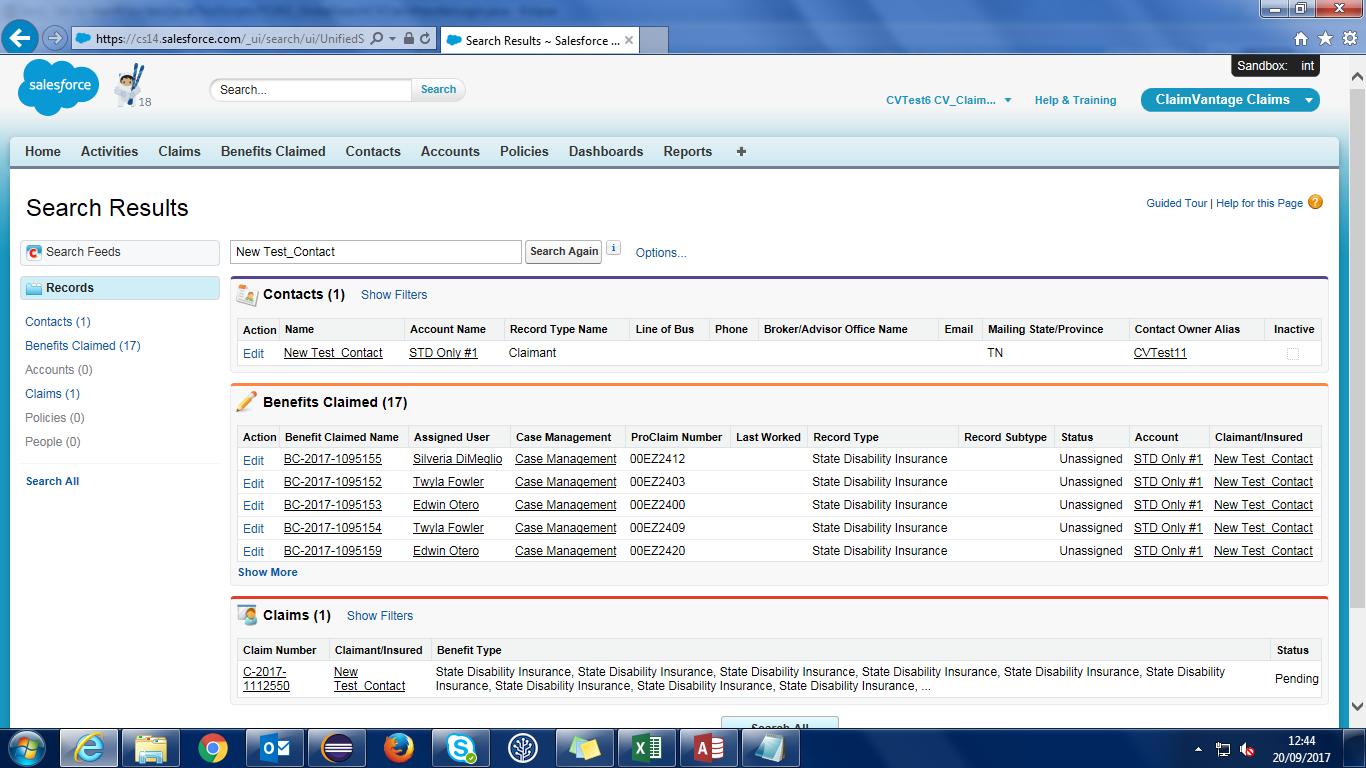 https://cs14.salesforce.com/_ui/search/ui/UnifiedS
Search Results ~ Salesforce ...
Sandbox: int
salesforce
18
Search...
Search
CVTest6 CV_Claim...
Help & Training
ClaimVantage Claims
Home Activities Claims Benefits Claimed Contacts Accounts Policies Dashboards Reports +
Search Results
Guided Tour | Help for this Page ?
Search Feeds
New Test_Contact
Search Again
i
Options...
Records
Contacts (1)
Benefits Claimed (17)
Accounts (0)
Claims (1)
Policies (0)
People (0)
Search All
Contacts (1) Show Filters
Action Name Account Name Record Type Name Line of Bus Phone Broker/Advisor Office Name Email Mailing State/Province Contact Owner Alias Inactive
Edit New Test_Contact STD Only #1 Claimant TN CVTest11
Benefits Claimed (17)
Action Benefit Claimed Name Assigned User Case Management ProClaim Number Last Worked Record Type Record Subtype Status Account Claimant/Insured
Edit BC-2017-1095155 Silveria DiMeglio Case Management 00EZ2412 State Disability Insurance Unassigned STD Only #1 New Test_Contact
Edit BC-2017-1095152 Twyla Fowler Case Management 00EZ2403 State Disability Insurance Unassigned STD Only #1 New Test_Contact
Edit BC-2017-1095153 Edwin Otero Case Management 00EZ2400 State Disability Insurance Unassigned STD Only #1 New Test_Contact
Edit BC-2017-1095154 Twyla Fowler Case Management 00EZ2409 State Disability Insurance Unassigned STD Only #1 New Test_Contact
Edit BC-2017-1095159 Edwin Otero Case Management 00EZ2420 State Disability Insurance Unassigned STD Only #1 New Test_Contact
Show More
Claims (1) Show Filters
Claim Number Claimant/Insured Benefit Type Status
C-2017-1112550 New Test_Contact State Disability Insurance, State Disability Insurance, State Disability Insurance, State Disability Insurance, State Disability Insurance, State Disability
Insurance, State Disability Insurance, State Disability Insurance, State Disability Insurance, ... Pending
Search All
12:44
20/09/2017